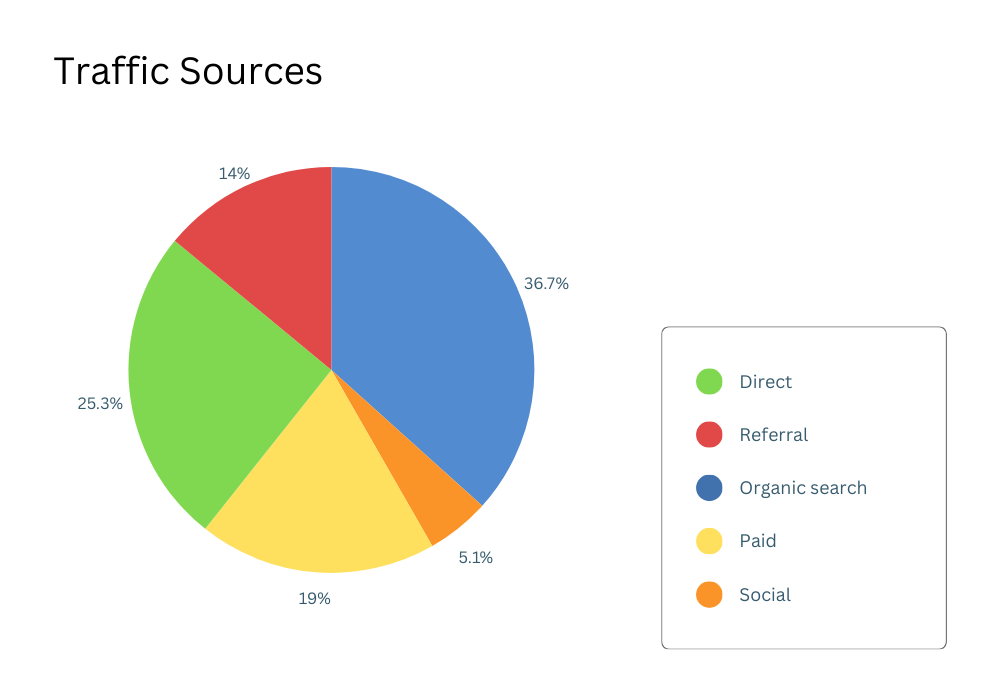 Traffic Sources
14%
36.7%
25.3%
5.1%
19%
Direct
Referral
Organic search
Paid
Social